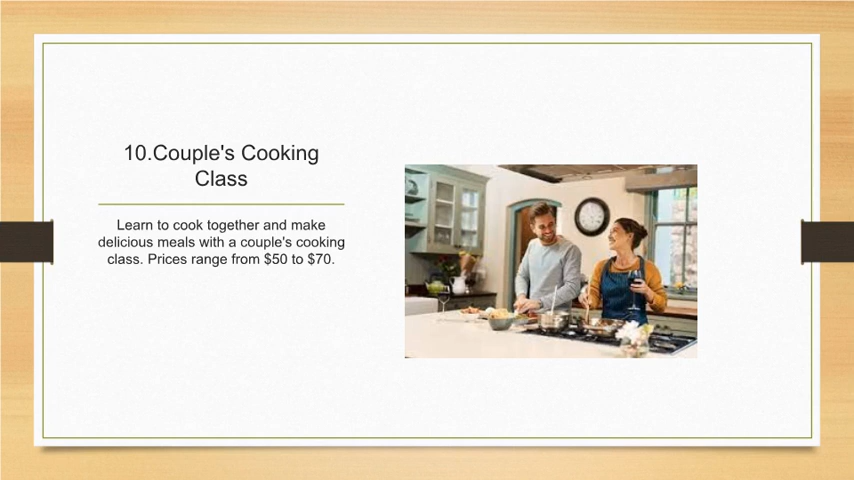 10.Couple's Cooking
Class
Learn to cook together and make
delicious meals with a couple's cooking
class. Prices range from $50 to $70.